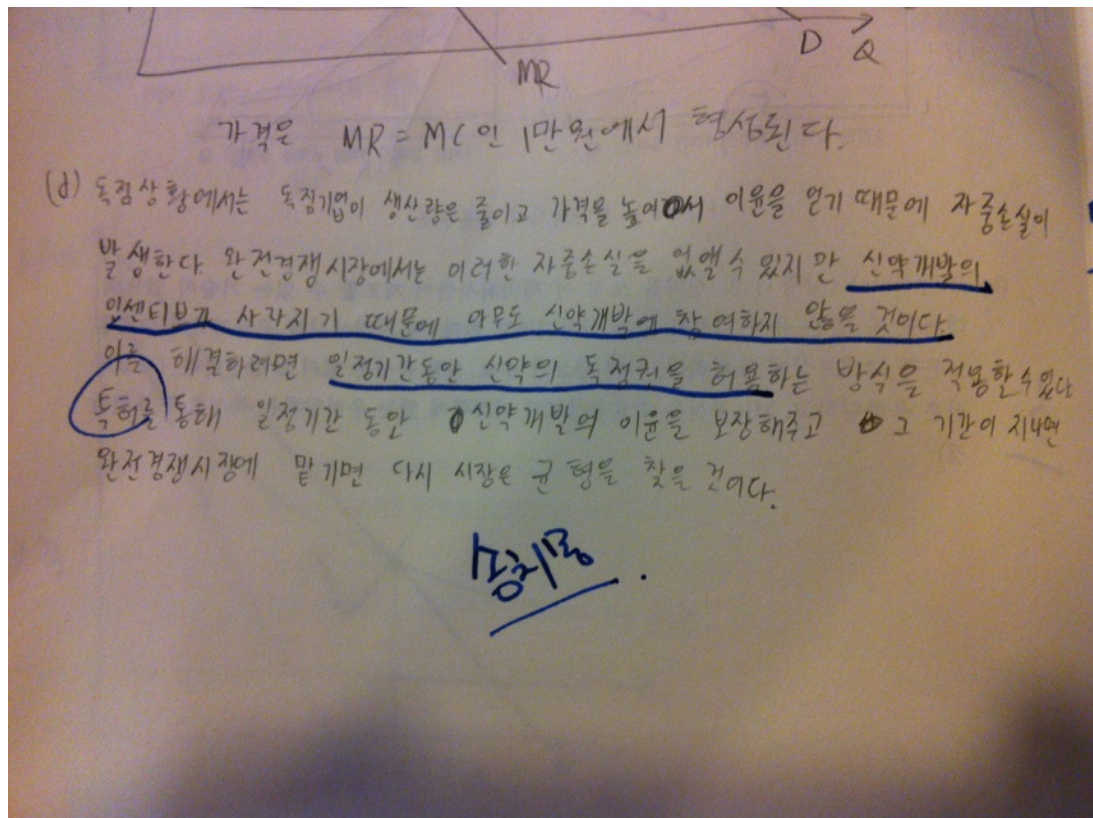 D Q
MR
가격은 MR = MC 인 1만원에서 형성된다.
(d) 독점상황에서는 독점기업이 생산량은 줄이고 가격을 높여서 이윤을 얻기 때문에 자중손실이
발생한다. 완전경쟁시장에서는 이러한 자중손실을 없앨 수 있지만 신약개발의
인센티브가 사라지기 때문에 아무도 신약개발에 참여하지 않을 것이다.
이를 해결하려면 일정기간동안 신약의 독점권을 허용하는 방식을 적용할 수 있다
특허를 통해 일정기간 동안 신약개발의 이윤을 보장해주고 그 기간이 지나면
완전경쟁시장에 맡기면 다시 시장은 균형을 찾을 것이다.